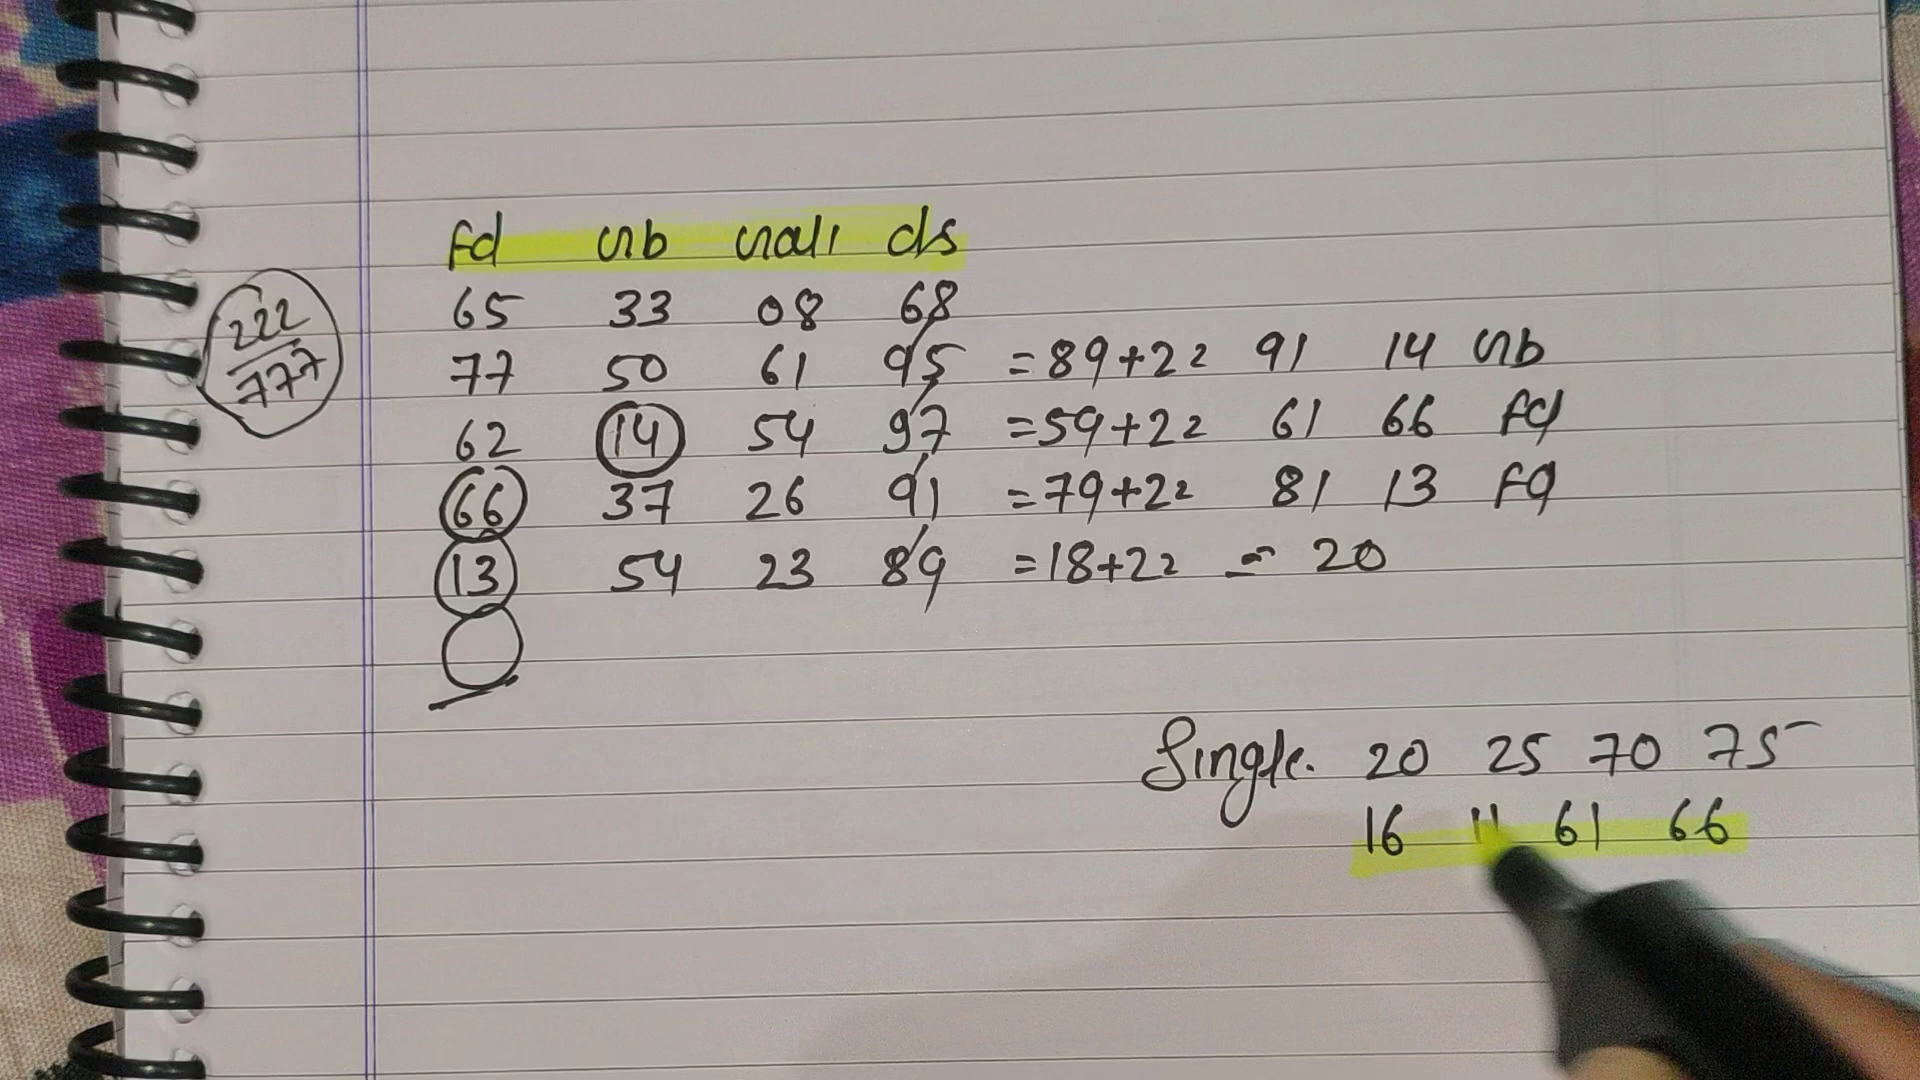 fd gb gali ds
222
777
65 33 08 68
77 50 61 95 =89+22 91 14 gb
62 14 54 97 =59+22 61 66 fd
66 37 26 91 =79+22 81 13 fd
13 54 23 89 =18+22 = 20
Single. 20 25 70 75
16 11 61 66